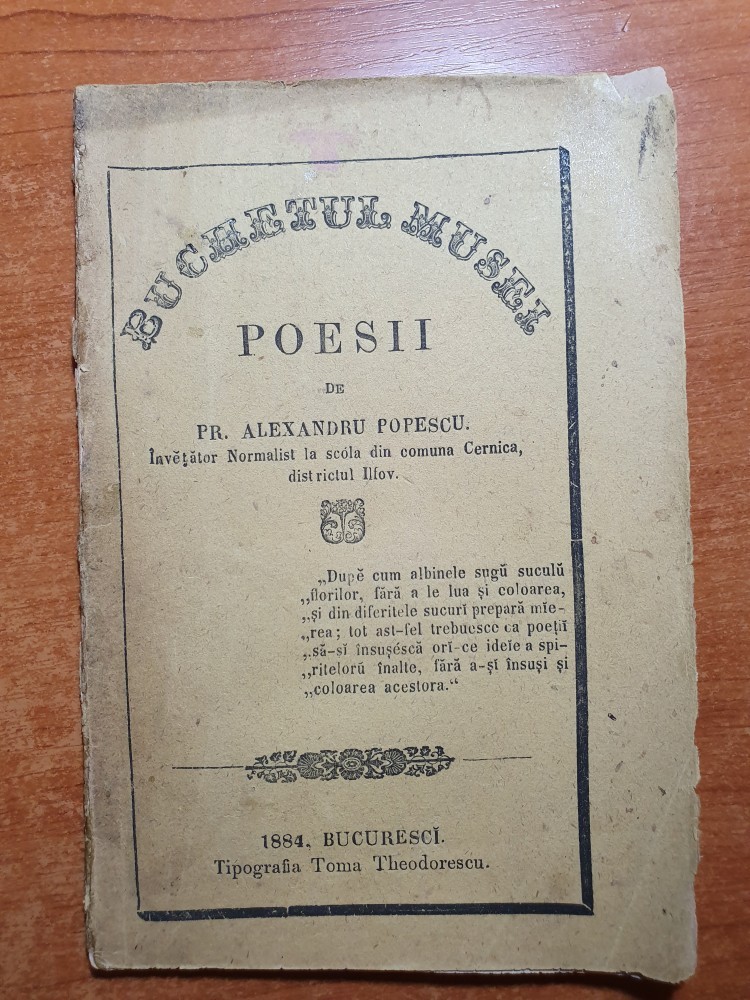 BUCHETUL MUSEI
POESII
DE
PR. ALEXANDRU POPESCU.
Învĕţător Normalist la scóla din comuna Cernica,
districtul Ilfov.
„Dupĕ cum albinele sugŭ suculŭ
„florilor, fără a le lua şi coloarea,
„şi din diferitele sucurĭ prepară mĭe-
„rea; tot ast-fel trebuesce ca poeţiĭ
„să-şĭ însuşéscă orĭ-ce ideĭe a spi-
„ritelorŭ înalte, fără a-şĭ însuşi şi
„coloarea acestora.“
1884, BUCURESCĬ.
Tipografia Toma Theodorescu.